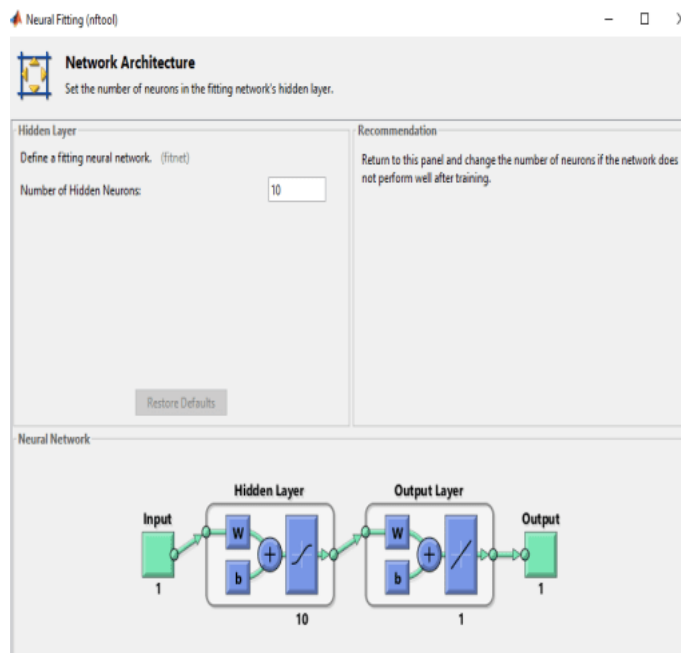 Neural Fitting (nftool)
Network Architecture
Set the number of neurons in the fitting network's hidden layer.
Hidden Layer
Define a fitting neural network. (fitnet)
Number of Hidden Neurons: 10
Restore Defaults
Recommendation
Return to this panel and change the number of neurons if the network does
not perform well after training.
Neural Network
Hidden Layer Output Layer
Input Output
W W
+ +
b b
1 1
10 1